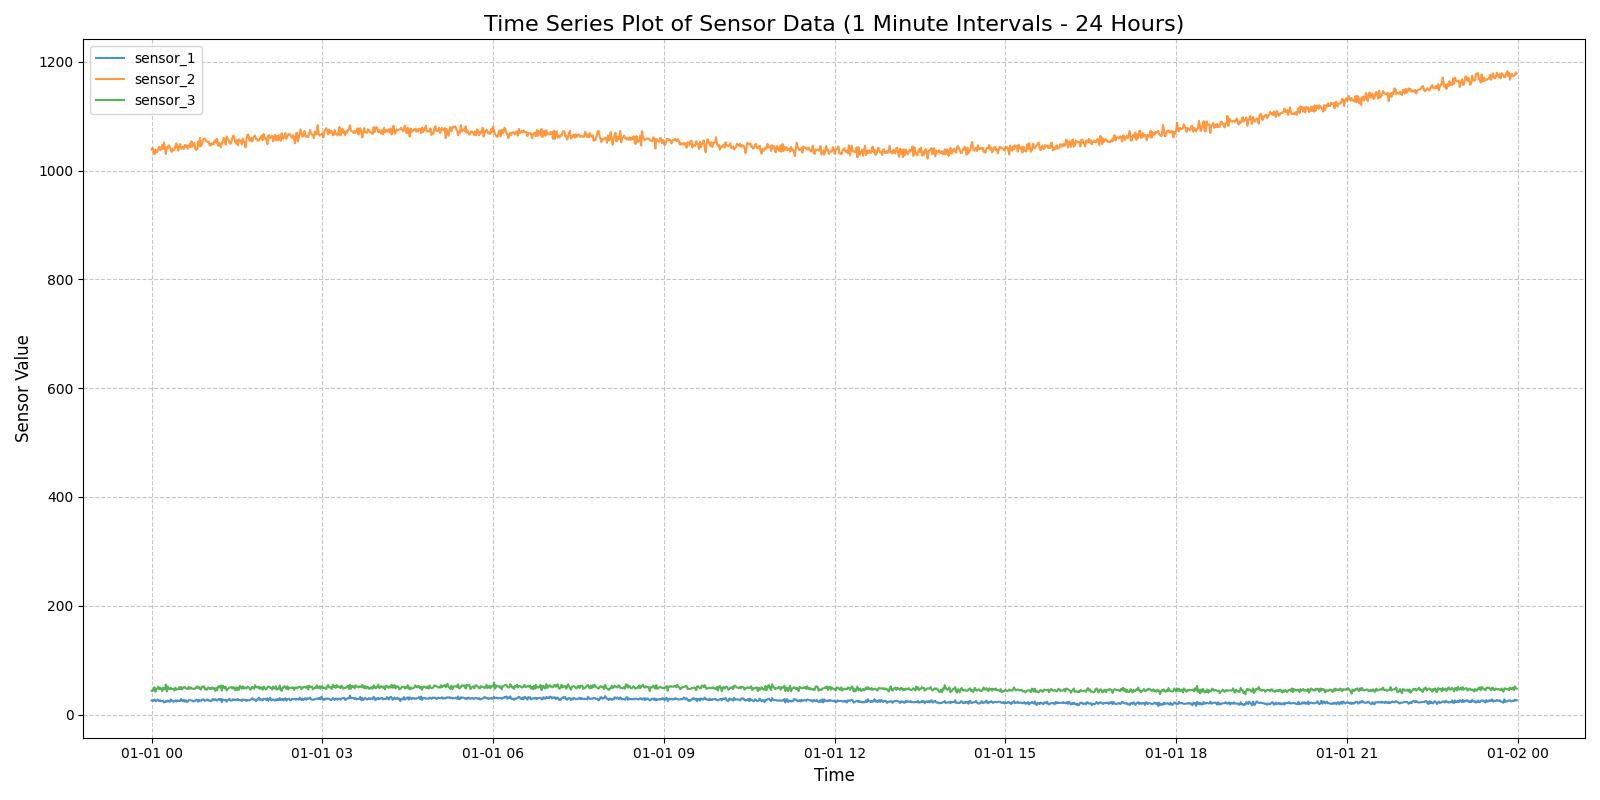 Time Series Plot of Sensor Data (1 Minute Intervals - 24 Hours)
sensor_1
sensor_2
sensor_3
1200
1000
800
600
400
200
0
Sensor Value
01-01 00
01-01 03
01-01 06
01-01 09
01-01 12
01-01 15
01-01 18
01-01 21
01-02 00
Time